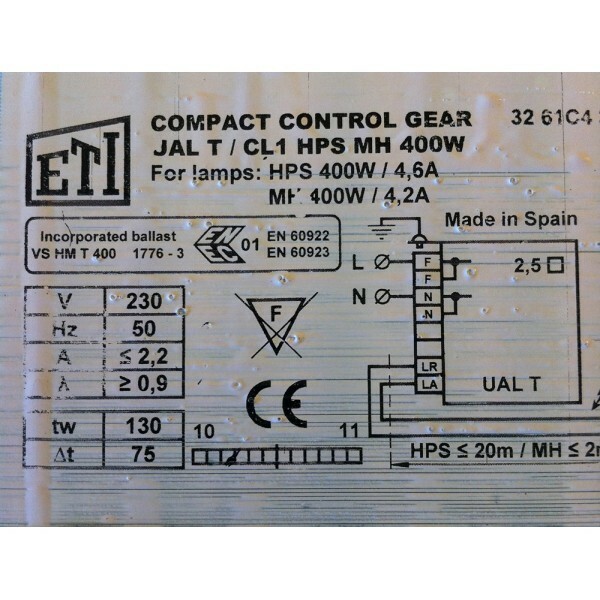 ETI
COMPACT CONTROL GEAR
32 61C4
JAL T / CL1 HPS MH 400W
For lamps: HPS 400W / 4,6A
MH 400W / 4,2A
Made in Spain
Incorporated ballast
VS HM T 400 1776 - 3
ENEC
01
EN 60922
EN 60923
L
N
F
F
N
N
LR
LA
2,5
UAL T
V 230
Hz 50
A ≤ 2,2
λ ≥ 0,9
F
CE
tw 130
Δt 75
10 11
HPS ≤ 20m / MH ≤ 2m